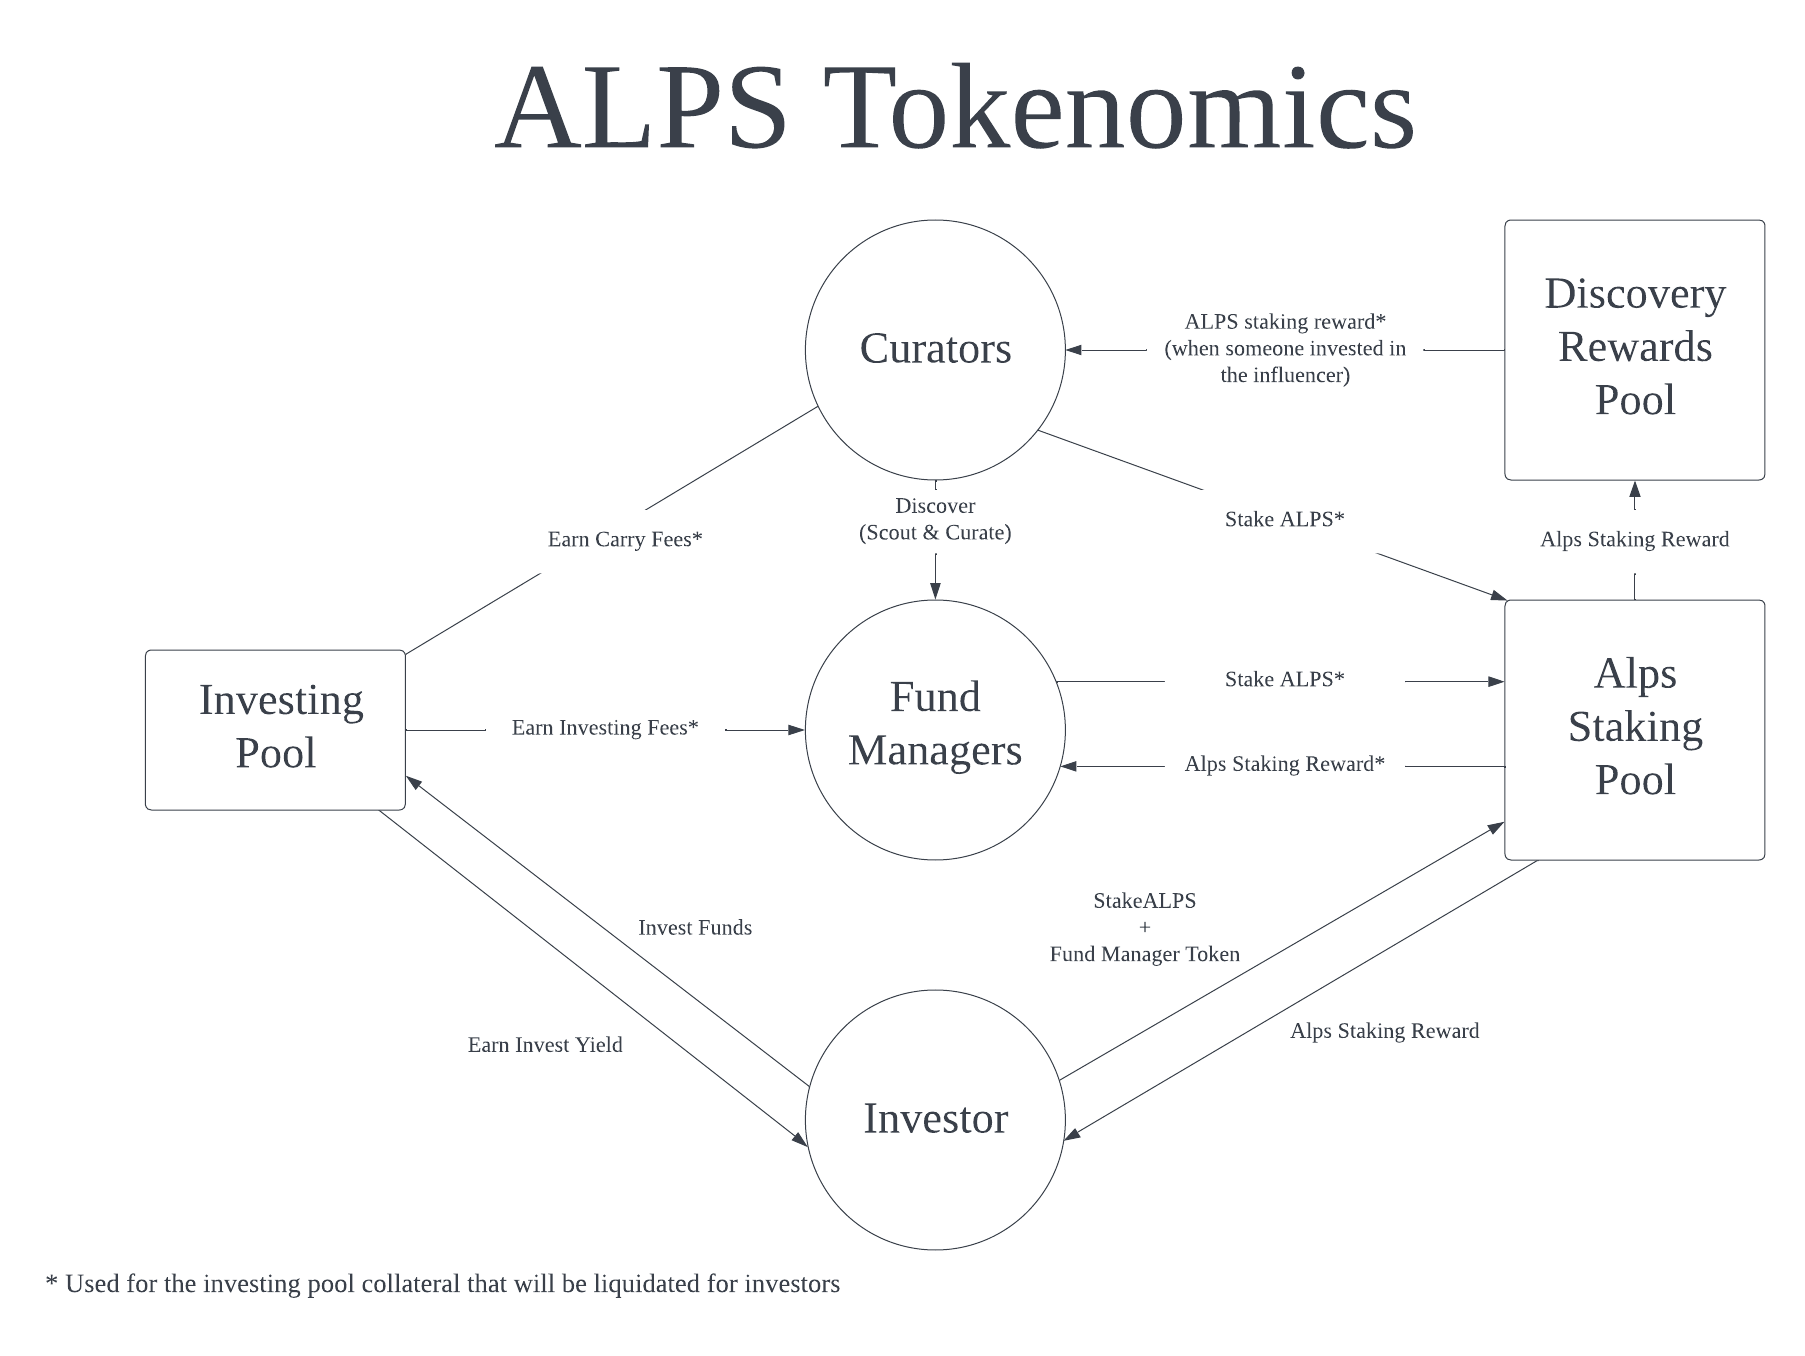 ALPS Tokenomics
Curators
Discovery
Rewards
Pool
ALPS staking reward*
(when someone invested in
the influencer)
Discover
(Scout & Curate)
Stake ALPS*
Earn Carry Fees*
Alps Staking Reward
Investing
Pool
Earn Investing Fees*
Fund
Managers
Stake ALPS*
Alps Staking Reward*
Alps
Staking
Pool
Invest Funds
StakeALPS
+
Fund Manager Token
Earn Invest Yield
Alps Staking Reward
Investor
* Used for the investing pool collateral that will be liquidated for investors